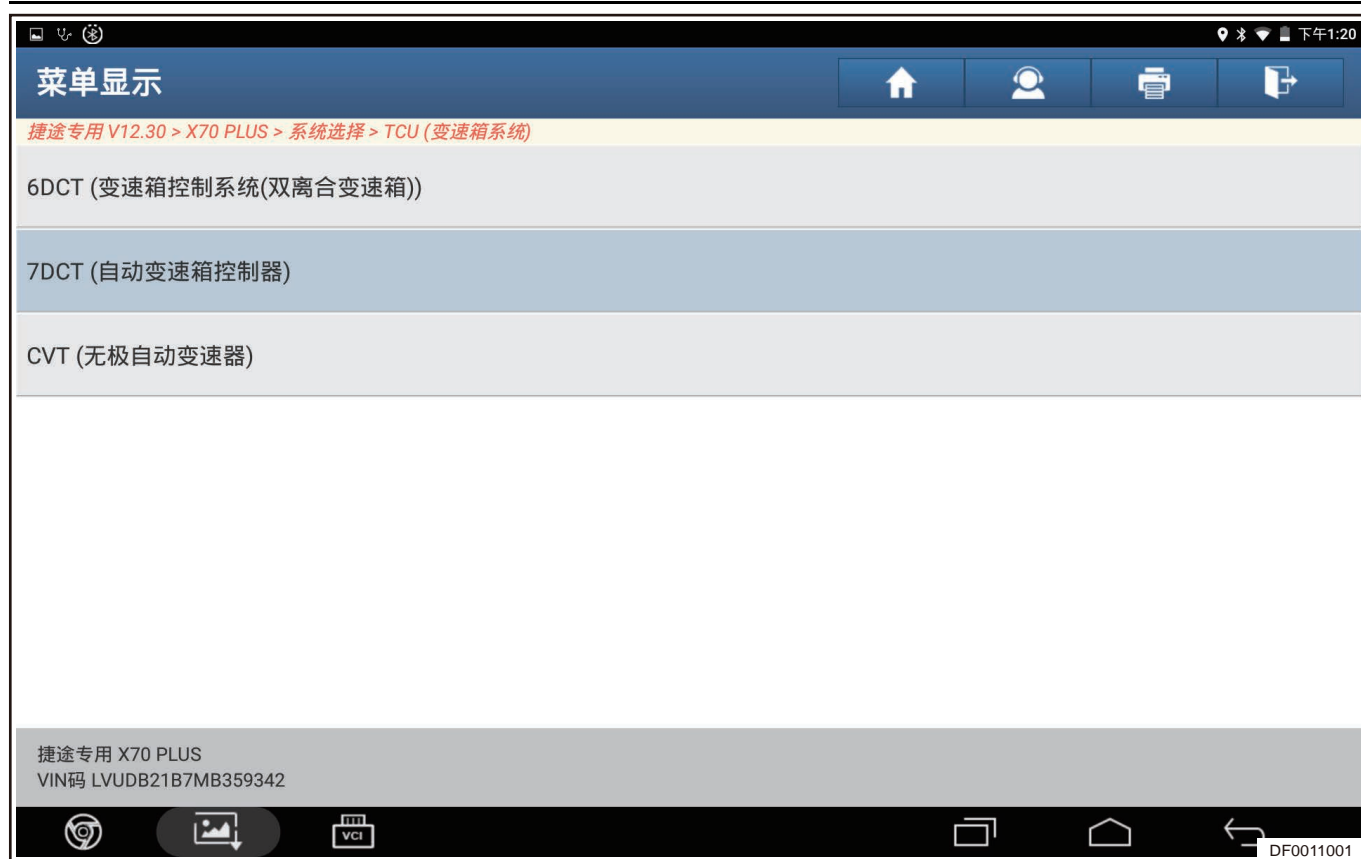 下午1:20
菜单显示
捷途专用 V12.30 > X70 PLUS > 系统选择 > TCU (变速箱系统)
6DCT (变速箱控制系统(双离合变速箱))
7DCT (自动变速箱控制器)
CVT (无极自动变速器)
捷途专用 X70 PLUS
VIN码 LVUDB21B7MB359342
VCI
DF0011001